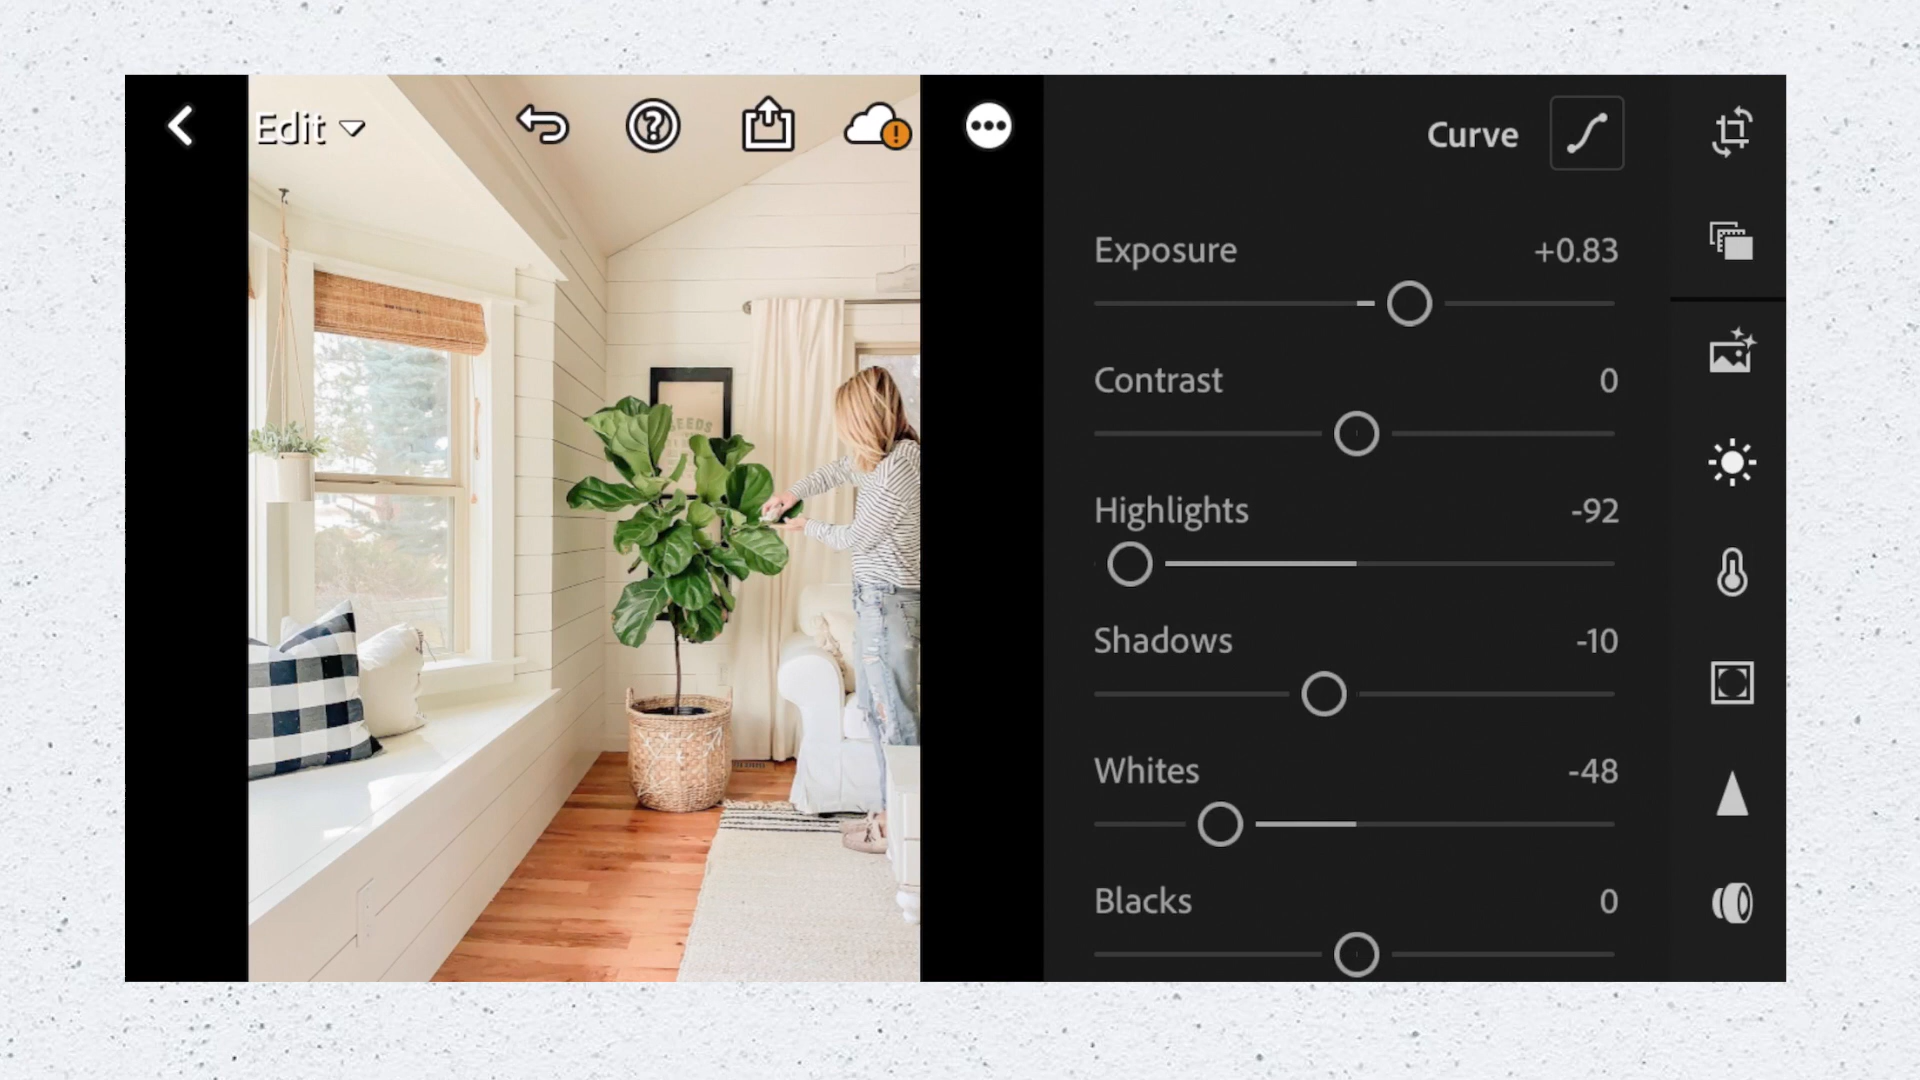 Edit
Curve
Exposure +0.83
Contrast 0
Highlights -92
Shadows -10
Whites -48
Blacks 0